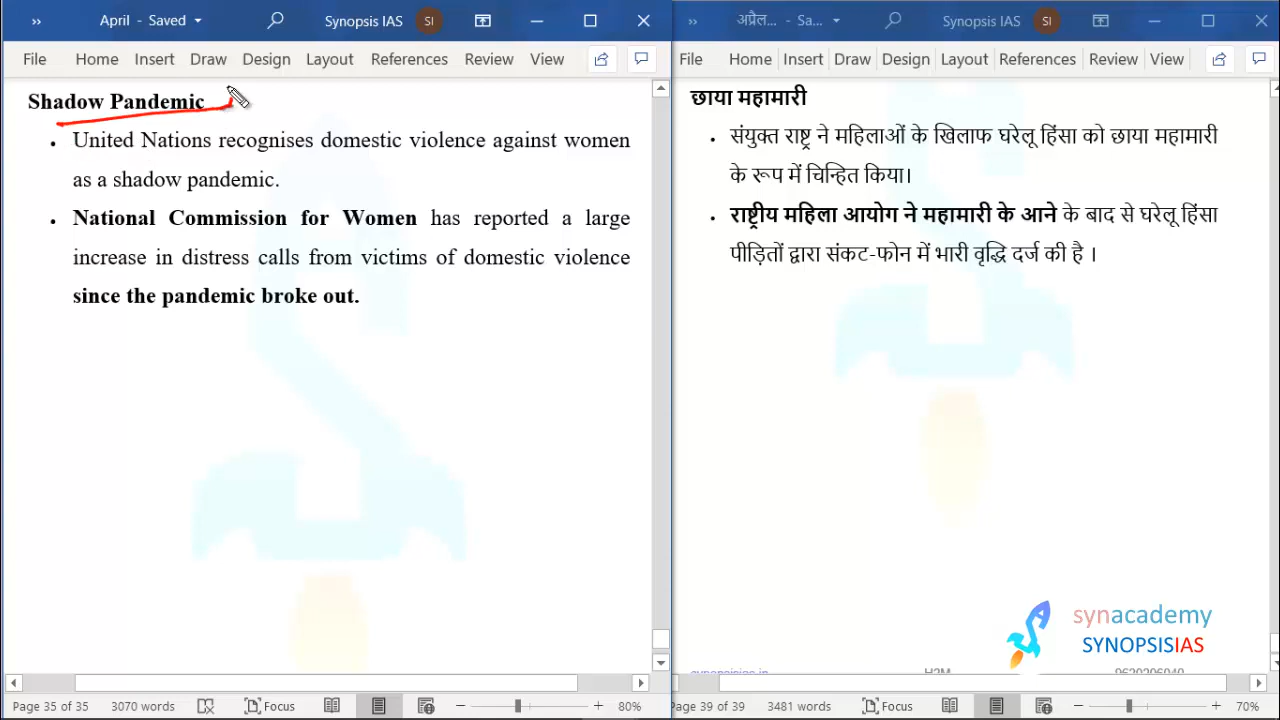 April - Saved
Synopsis IAS
SI
File Home Insert Draw Design Layout References Review View
Shadow Pandemic
• United Nations recognises domestic violence against women
as a shadow pandemic.
• National Commission for Women has reported a large
increase in distress calls from victims of domestic violence
since the pandemic broke out.
Page 35 of 35 3070 words Focus 80%
अप्रैल... - Sa...
Synopsis IAS
SI
File Home Insert Draw Design Layout References Review View
छाया महामारी
• संयुक्त राष्ट्र ने महिलाओं के खिलाफ घरेलू हिंसा को छाया महामारी
के रूप में चिन्हित किया।
• राष्ट्रीय महिला आयोग ने महामारी के आने के बाद से घरेलू हिंसा
पीड़ितों द्वारा संकट-फोन में भारी वृद्धि दर्ज की है ।
synacademy
SYNOPSISIAS
Page 39 of 39 3481 words Focus 70%